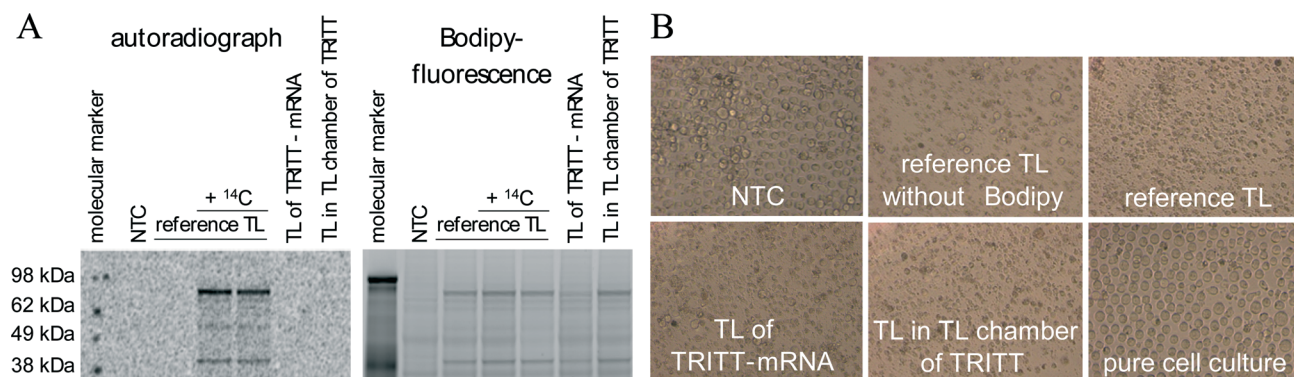 A
autoradiograph
Bodipy-
fluorescence
molecular marker
NTC
+ ¹⁴C
reference TL
TL of TRITT - mRNA
TL in TL chamber of TRITT
molecular marker
NTC
+ ¹⁴C
reference TL
TL of TRITT - mRNA
TL in TL chamber of TRITT
98 kDa
62 kDa
49 kDa
38 kDa
B
NTC
reference TL
without Bodipy
reference TL
TL of
TRITT-mRNA
TL in TL chamber
of TRITT
pure cell culture